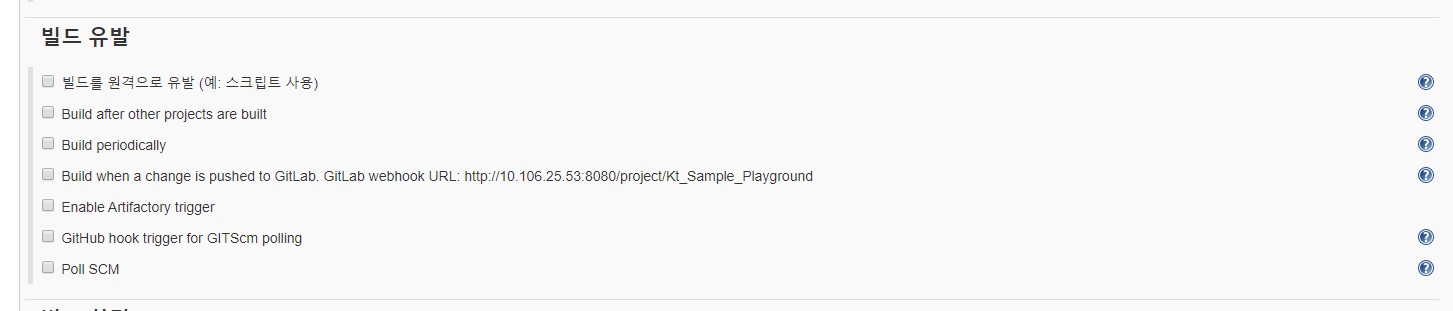 빌드 유발
빌드를 원격으로 유발 (예: 스크립트 사용)
Build after other projects are built
Build periodically
Build when a change is pushed to GitLab. GitLab webhook URL: http://10.106.25.53:8080/project/Kt_Sample_Playground
Enable Artifactory trigger
GitHub hook trigger for GITScm polling
Poll SCM